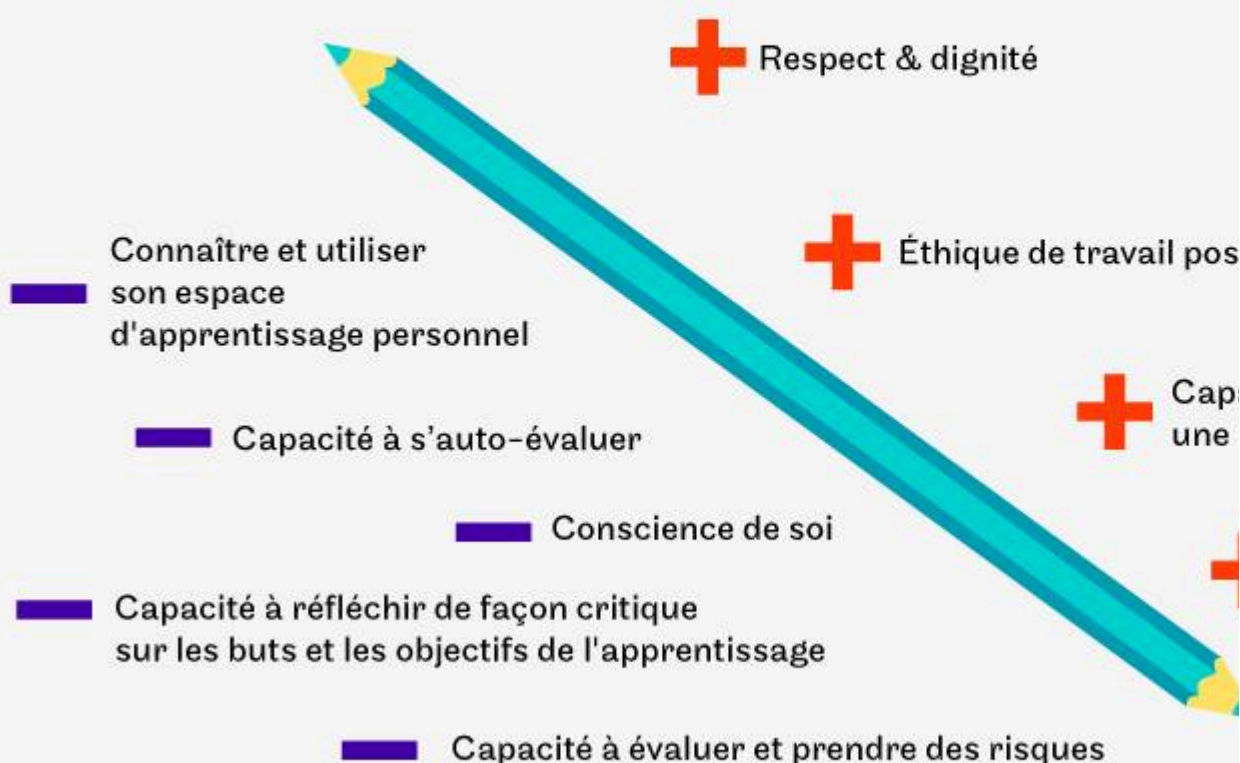 Respect & dignité
Éthique de travail
une
Connaître et utiliser
son espace
d'apprentissage personnel
Capacité à s’auto-évaluer
Conscience de soi
Capacité à réfléchir de façon critique
sur les buts et les objectifs de l'apprentissage
Capacité à évaluer et prendre des risques